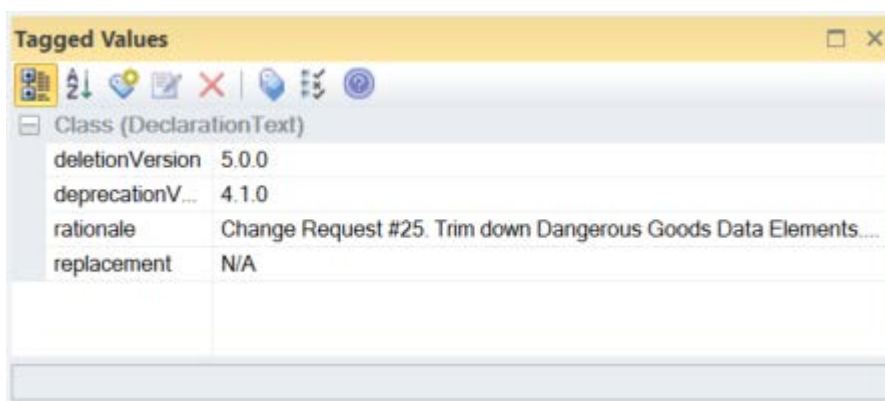 Tagged Values
Class (DeclarationText)
deletionVersion 5.0.0
deprecationV... 4.1.0
rationale Change Request #25. Trim down Dangerous Goods Data Elements....
replacement N/A